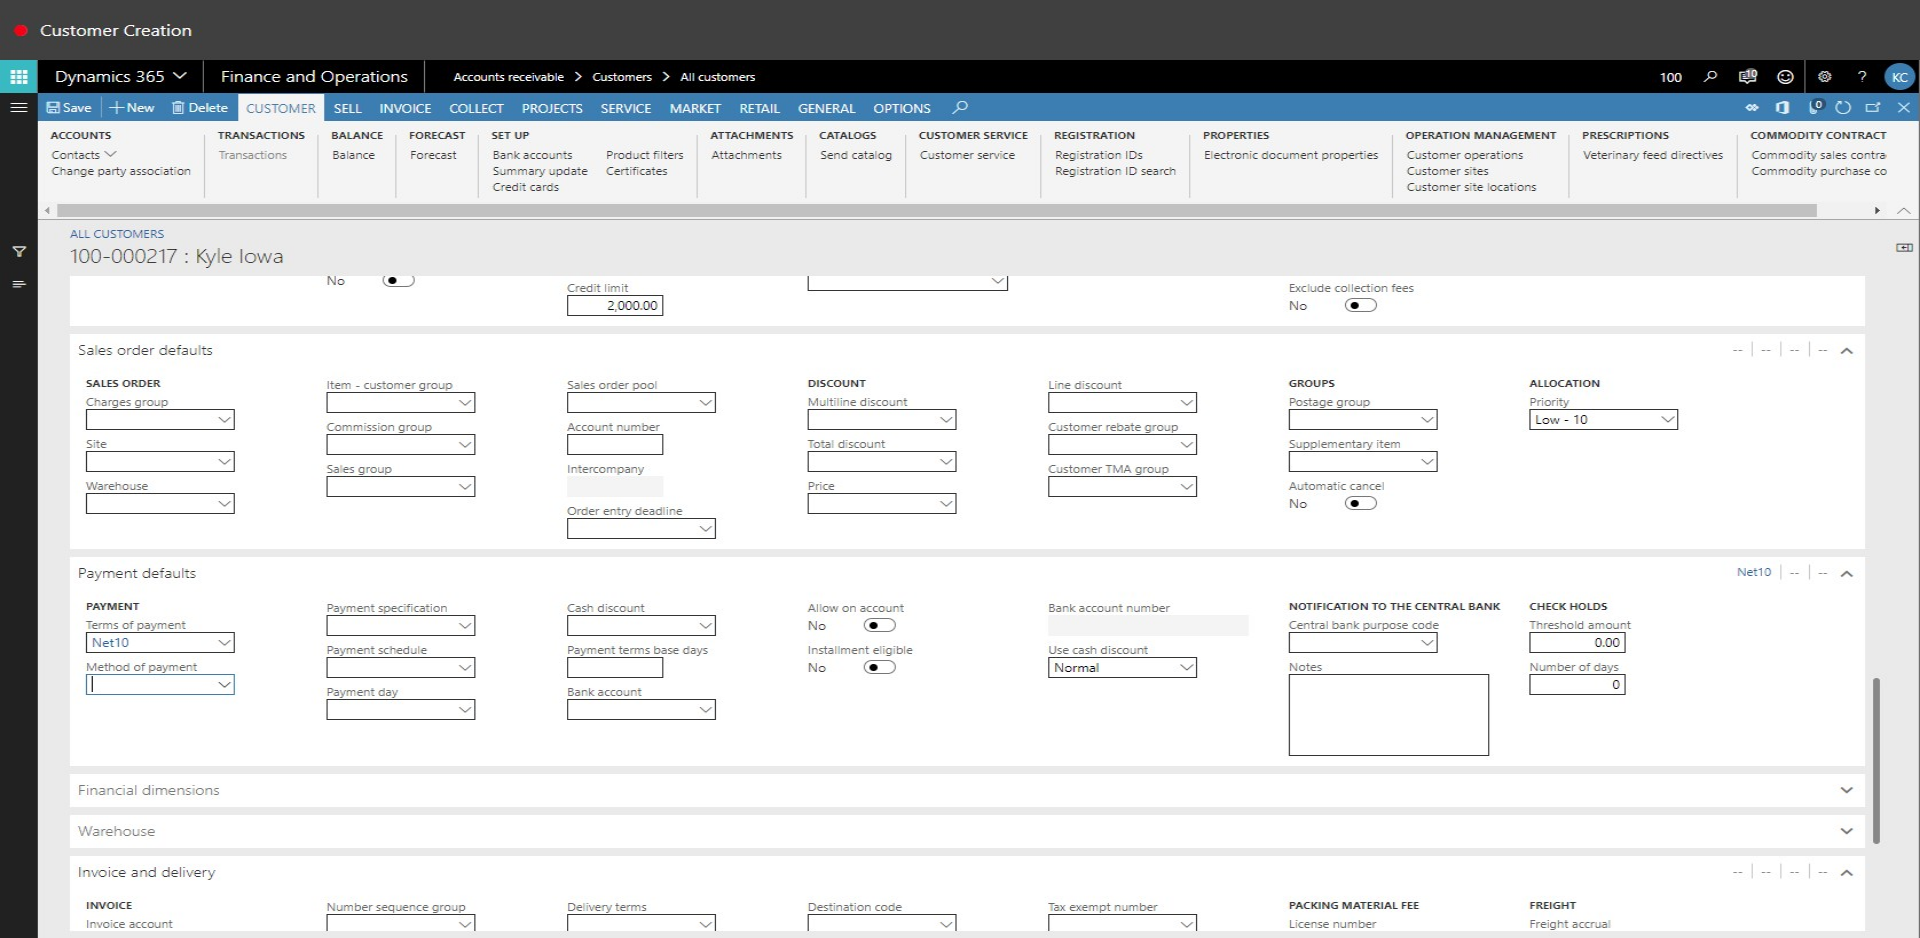 Customer Creation
Dynamics 365
Finance and Operations
Accounts receivable > Customers > All customers
100
10
?
KC
Save
New
Delete
CUSTOMER
SELL
INVOICE
COLLECT
PROJECTS
SERVICE
MARKET
RETAIL
GENERAL
OPTIONS
0
ACCOUNTS
Contacts
Change party association
TRANSACTIONS
Transactions
BALANCE
Balance
FORECAST
Forecast
SET UP
Bank accounts
Summary update
Credit cards
Product filters
Certificates
ATTACHMENTS
Attachments
CATALOGS
Send catalog
CUSTOMER SERVICE
Customer service
REGISTRATION
Registration IDs
Registration ID search
PROPERTIES
Electronic document properties
OPERATION MANAGEMENT
Customer operations
Customer sites
Customer site locations
PRESCRIPTIONS
Veterinary feed directives
COMMODITY CONTRACT
Commodity sales contra
Commodity purchase co
ALL CUSTOMERS
100-000217 : Kyle Iowa
No
Credit limit
2,000.00
Exclude collection fees
No
Sales order defaults
-- -- -- --
SALES ORDER
Charges group
Site
Warehouse
Item - customer group
Commission group
Sales group
Sales order pool
Account number
Intercompany
Order entry deadline
DISCOUNT
Multiline discount
Total discount
Price
Line discount
Customer rebate group
Customer TMA group
GROUPS
Postage group
Supplementary item
Automatic cancel
No
ALLOCATION
Priority
Low - 10
Payment defaults
Net10 -- --
PAYMENT
Terms of payment
Net10
Method of payment
Payment specification
Payment schedule
Payment day
Cash discount
Payment terms base days
Bank account
Allow on account
No
Installment eligible
No
Bank account number
Use cash discount
Normal
NOTIFICATION TO THE CENTRAL BANK
Central bank purpose code
Notes
CHECK HOLDS
Threshold amount
0.00
Number of days
0
Financial dimensions
Warehouse
Invoice and delivery
-- -- -- --
INVOICE
Invoice account
Number sequence group
Delivery terms
Destination code
Tax exempt number
PACKING MATERIAL FEE
License number
FREIGHT
Freight accrual